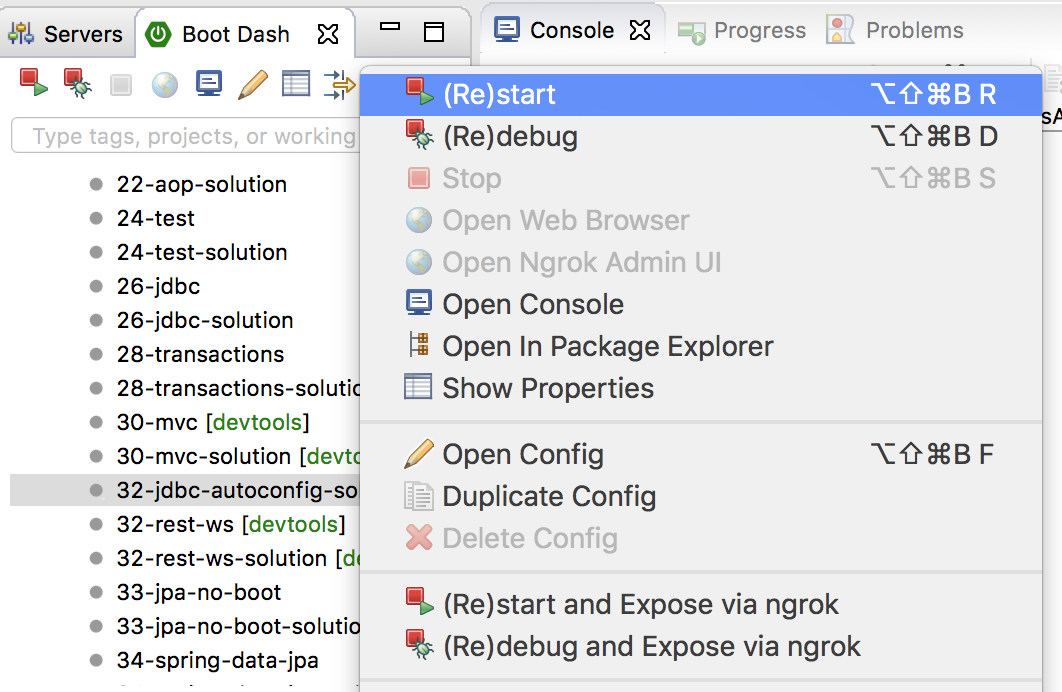 Servers
Boot Dash
Console
Progress
Problems
Type tags, projects, or working
22-aop-solution
24-test
24-test-solution
26-jdbc
26-jdbc-solution
28-transactions
28-transactions-solutio
30-mvc [devtools]
30-mvc-solution [devto
32-jdbc-autoconfig-so
32-rest-ws [devtools]
32-rest-ws-solution [de
33-jpa-no-boot
33-jpa-no-boot-solutio
34-spring-data-jpa
(Re)start ⌥⇧⌘B R
(Re)debug ⌥⇧⌘B D
Stop ⌥⇧⌘B S
Open Web Browser
Open Ngrok Admin UI
Open Console
Open In Package Explorer
Show Properties
Open Config ⌥⇧⌘B F
Duplicate Config
Delete Config
(Re)start and Expose via ngrok
(Re)debug and Expose via ngrok
sA